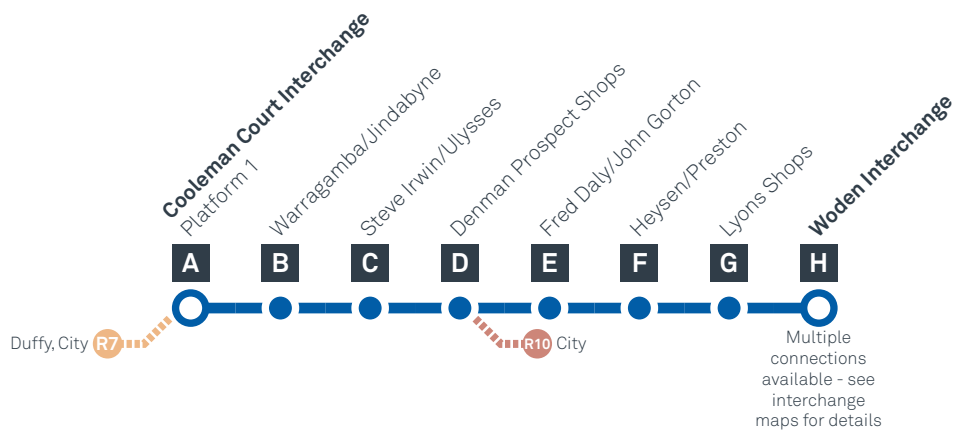 Cooleman Court Interchange
Platform 1
Warragamba/Jindabyne
Steve Irwin/Ulysses
Denman Prospect Shops
Fred Daly/John Gorton
Heysen/Preston
Lyons Shops
Woden Interchange
A
B
C
D
E
F
G
H
Duffy, City
R7
R10
City
Multiple
connections
available - see
interchange
maps for details